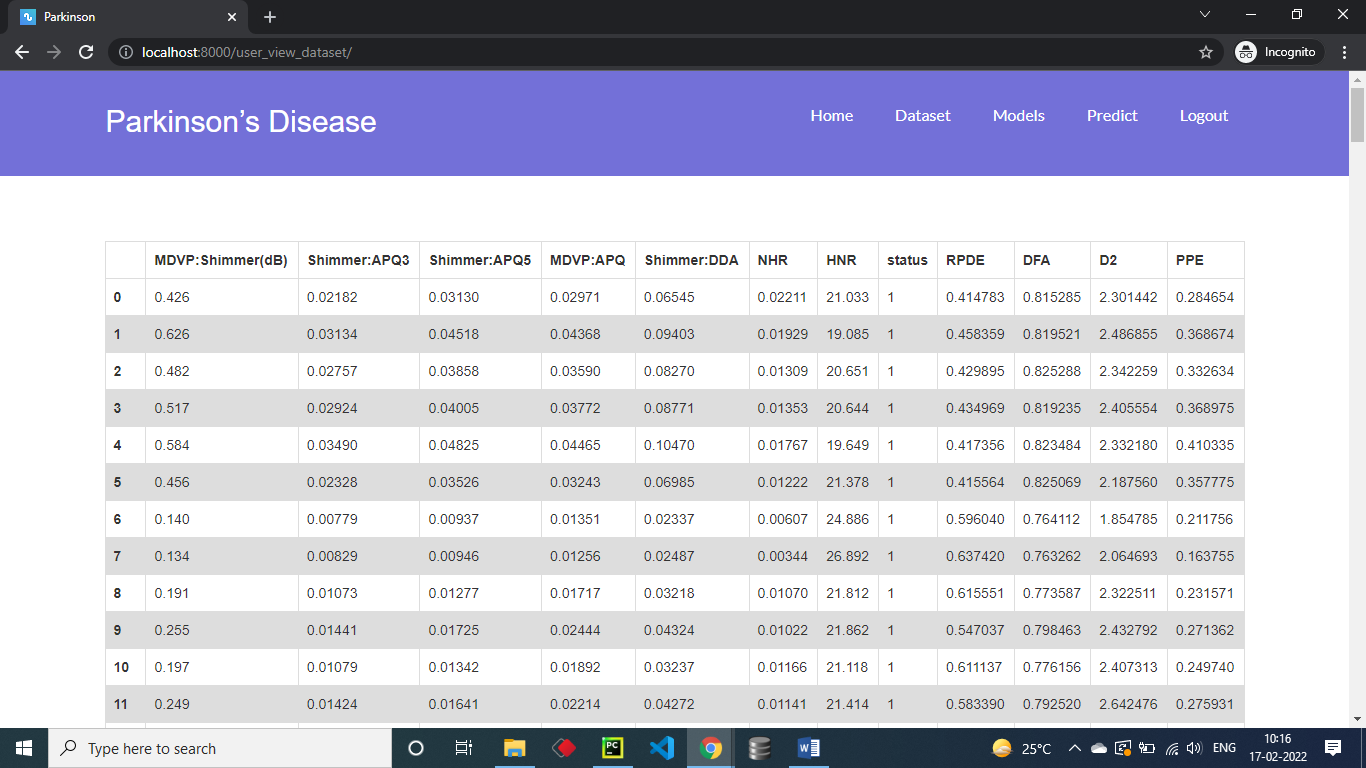 Parkinson
localhost:8000/user_view_dataset/
Incognito
Parkinson’s Disease
Home Dataset Models Predict Logout
MDVP:Shimmer(dB) Shimmer:APQ3 Shimmer:APQ5 MDVP:APQ Shimmer:DDA NHR HNR status RPDE DFA D2 PPE
0 0.426 0.02182 0.03130 0.02971 0.06545 0.02211 21.033 1 0.414783 0.815285 2.301442 0.284654
1 0.626 0.03134 0.04518 0.04368 0.09403 0.01929 19.085 1 0.458359 0.819521 2.486855 0.368674
2 0.482 0.02757 0.03858 0.03590 0.08270 0.01309 20.651 1 0.429895 0.825288 2.342259 0.332634
3 0.517 0.02924 0.04005 0.03772 0.08771 0.01353 20.644 1 0.434969 0.819235 2.405554 0.368975
4 0.584 0.03490 0.04825 0.04465 0.10470 0.01767 19.649 1 0.417356 0.823484 2.332180 0.410335
5 0.456 0.02328 0.03526 0.03243 0.06985 0.01222 21.378 1 0.415564 0.825069 2.187560 0.357775
6 0.140 0.00779 0.00937 0.01351 0.02337 0.00607 24.886 1 0.596040 0.764112 1.854785 0.211756
7 0.134 0.00829 0.00946 0.01256 0.02487 0.00344 26.892 1 0.637420 0.763262 2.064693 0.163755
8 0.191 0.01073 0.01277 0.01717 0.03218 0.01070 21.812 1 0.615551 0.773587 2.322511 0.231571
9 0.255 0.01441 0.01725 0.02444 0.04324 0.01022 21.862 1 0.547037 0.798463 2.432792 0.271362
10 0.197 0.01079 0.01342 0.01892 0.03237 0.01166 21.118 1 0.611137 0.776156 2.407313 0.249740
11 0.249 0.01424 0.01641 0.02214 0.04272 0.01141 21.414 1 0.583390 0.792520 2.642476 0.275931
Type here to search
PC
W
25°C
ENG
10:16
17-02-2022